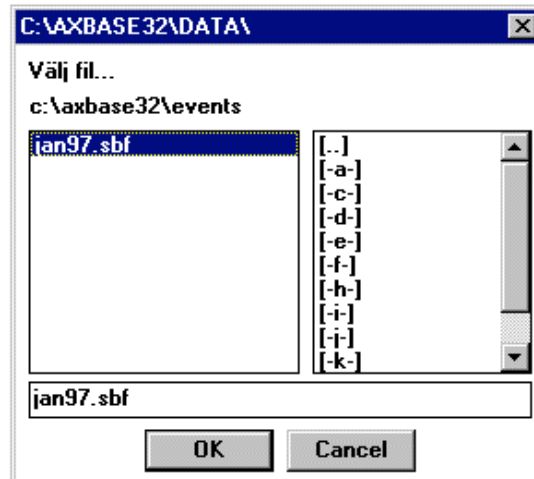 C:\AXBASE32\DATA\
Välj fil...
c:\axbase32\events
jan97.sbf
[..]
[-a-]
[-c-]
[-d-]
[-e-]
[-f-]
[-h-]
[-i-]
[-j-]
[-k-]
jan97.sbf
OK
Cancel